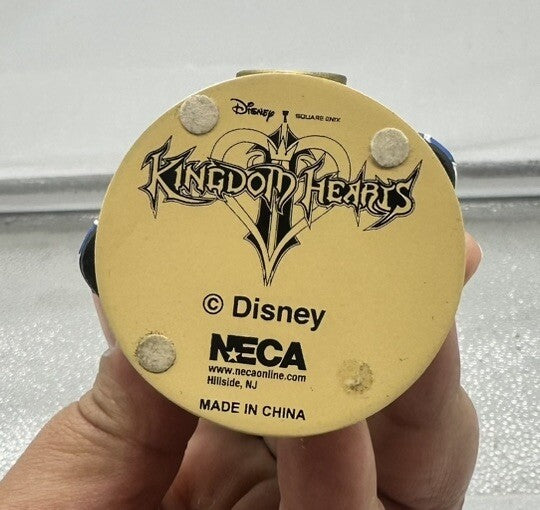 Disney SQUARE ENIX
KINGDOM HEARTS
II
© Disney
NECA
www.necaonline.com
Hillside, NJ
MADE IN CHINA